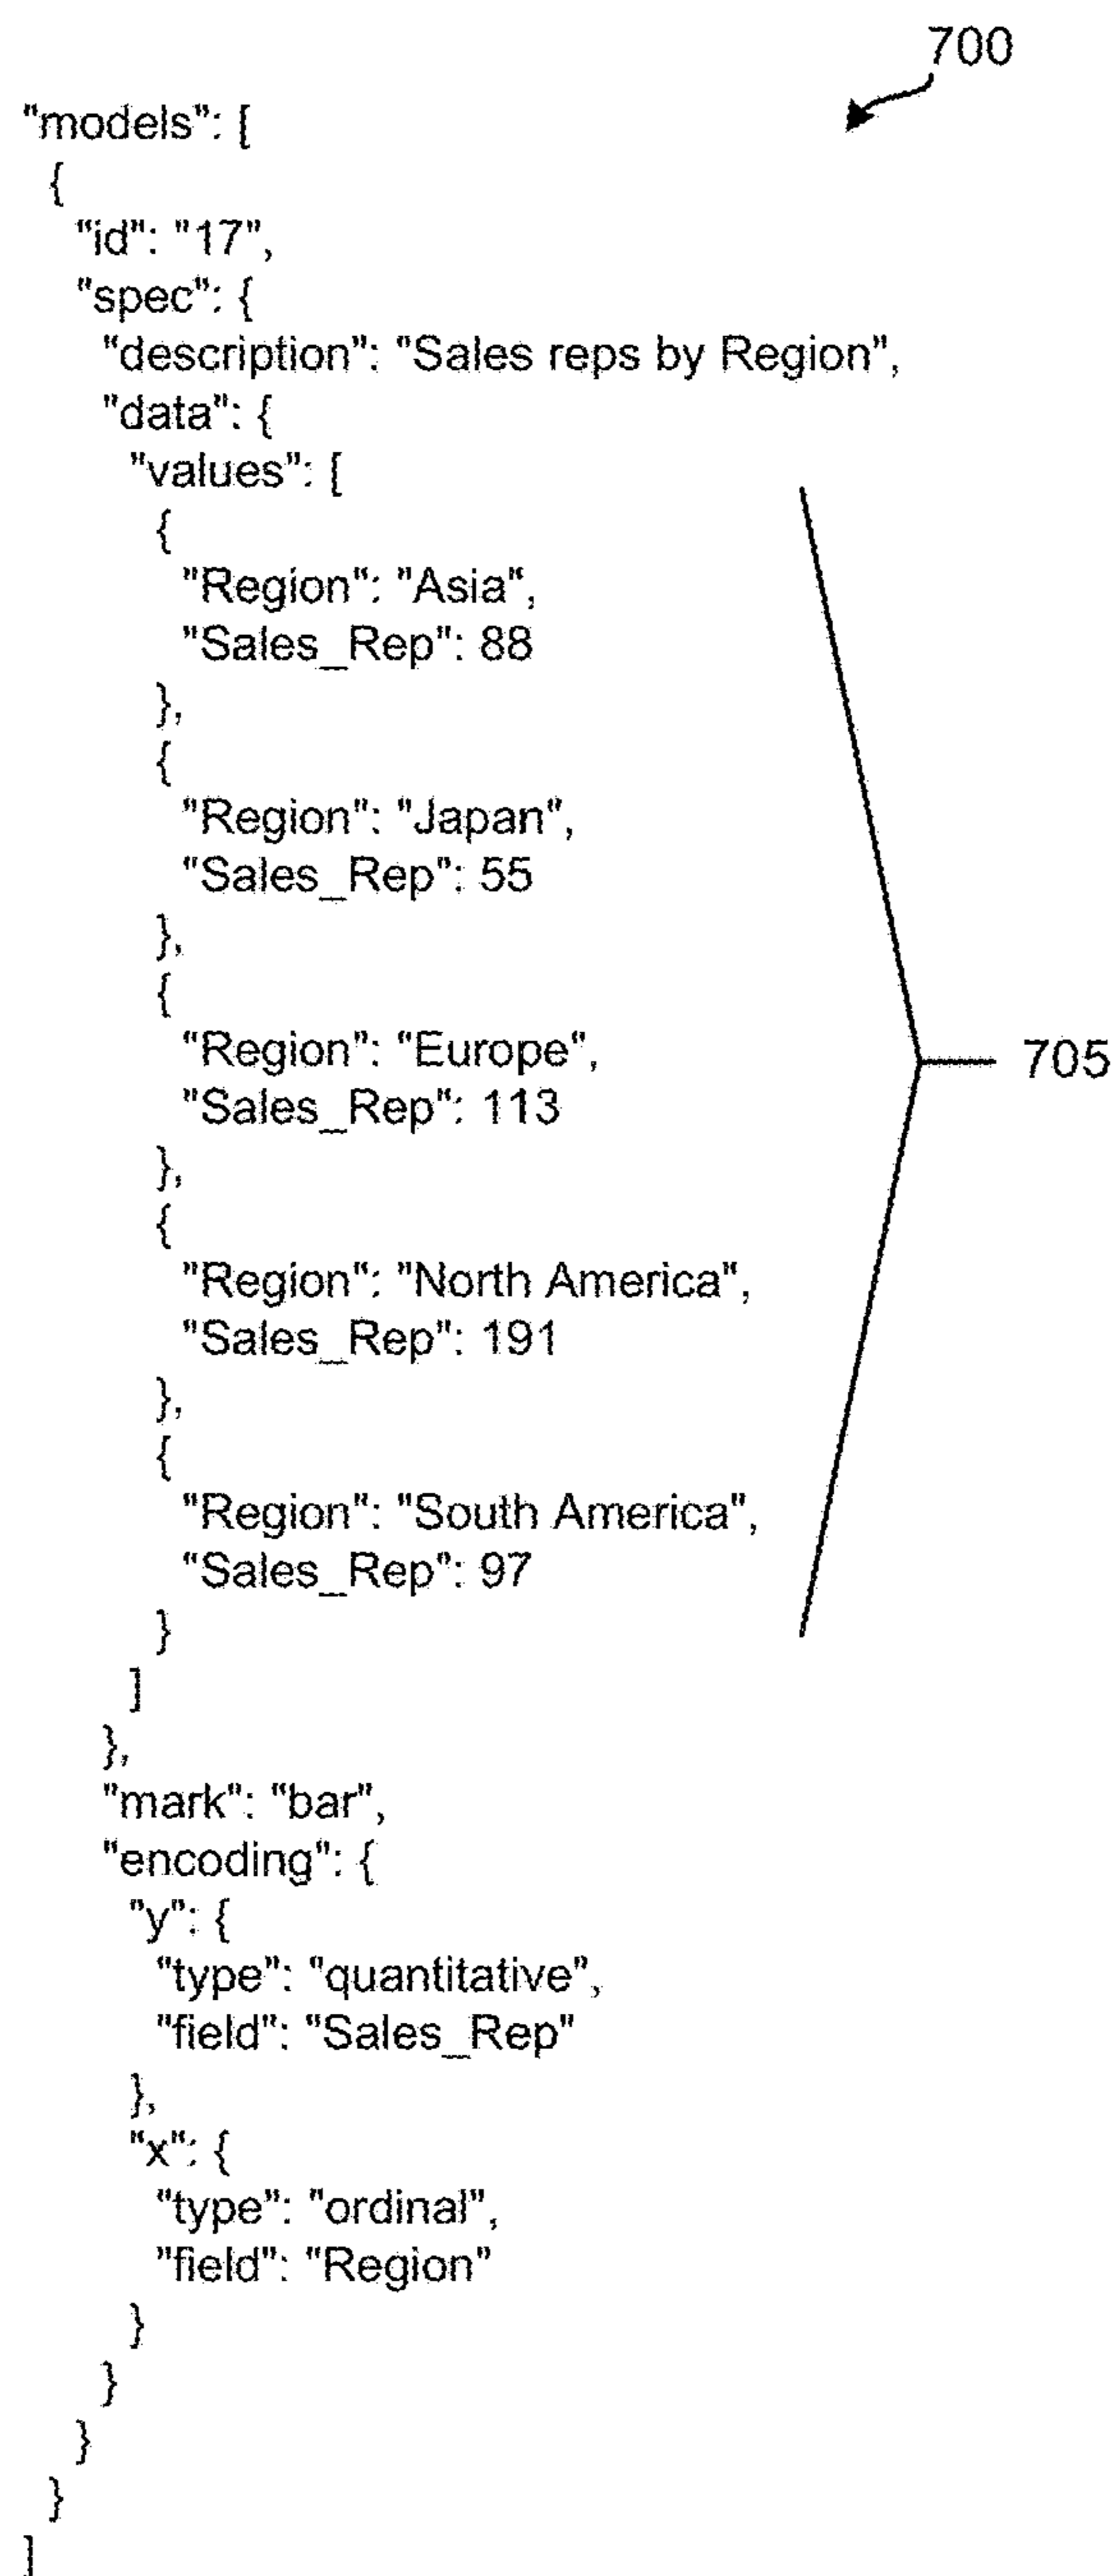 700
"models": [
{
"id": "17",
"spec": {
"description": "Sales reps by Region",
"data": {
"values": [
{
"Region": "Asia",
"Sales_Rep": 88
},
{
"Region": "Japan",
"Sales_Rep": 55
},
{
"Region": "Europe",
"Sales_Rep": 113
},
{
"Region": "North America",
"Sales_Rep": 191
},
{
"Region": "South America",
"Sales_Rep": 97
}
]
},
"mark": "bar",
"encoding": {
"y": {
"type": "quantitative",
"field": "Sales_Rep"
},
"x": {
"type": "ordinal",
"field": "Region"
}
}
}
}
]
705